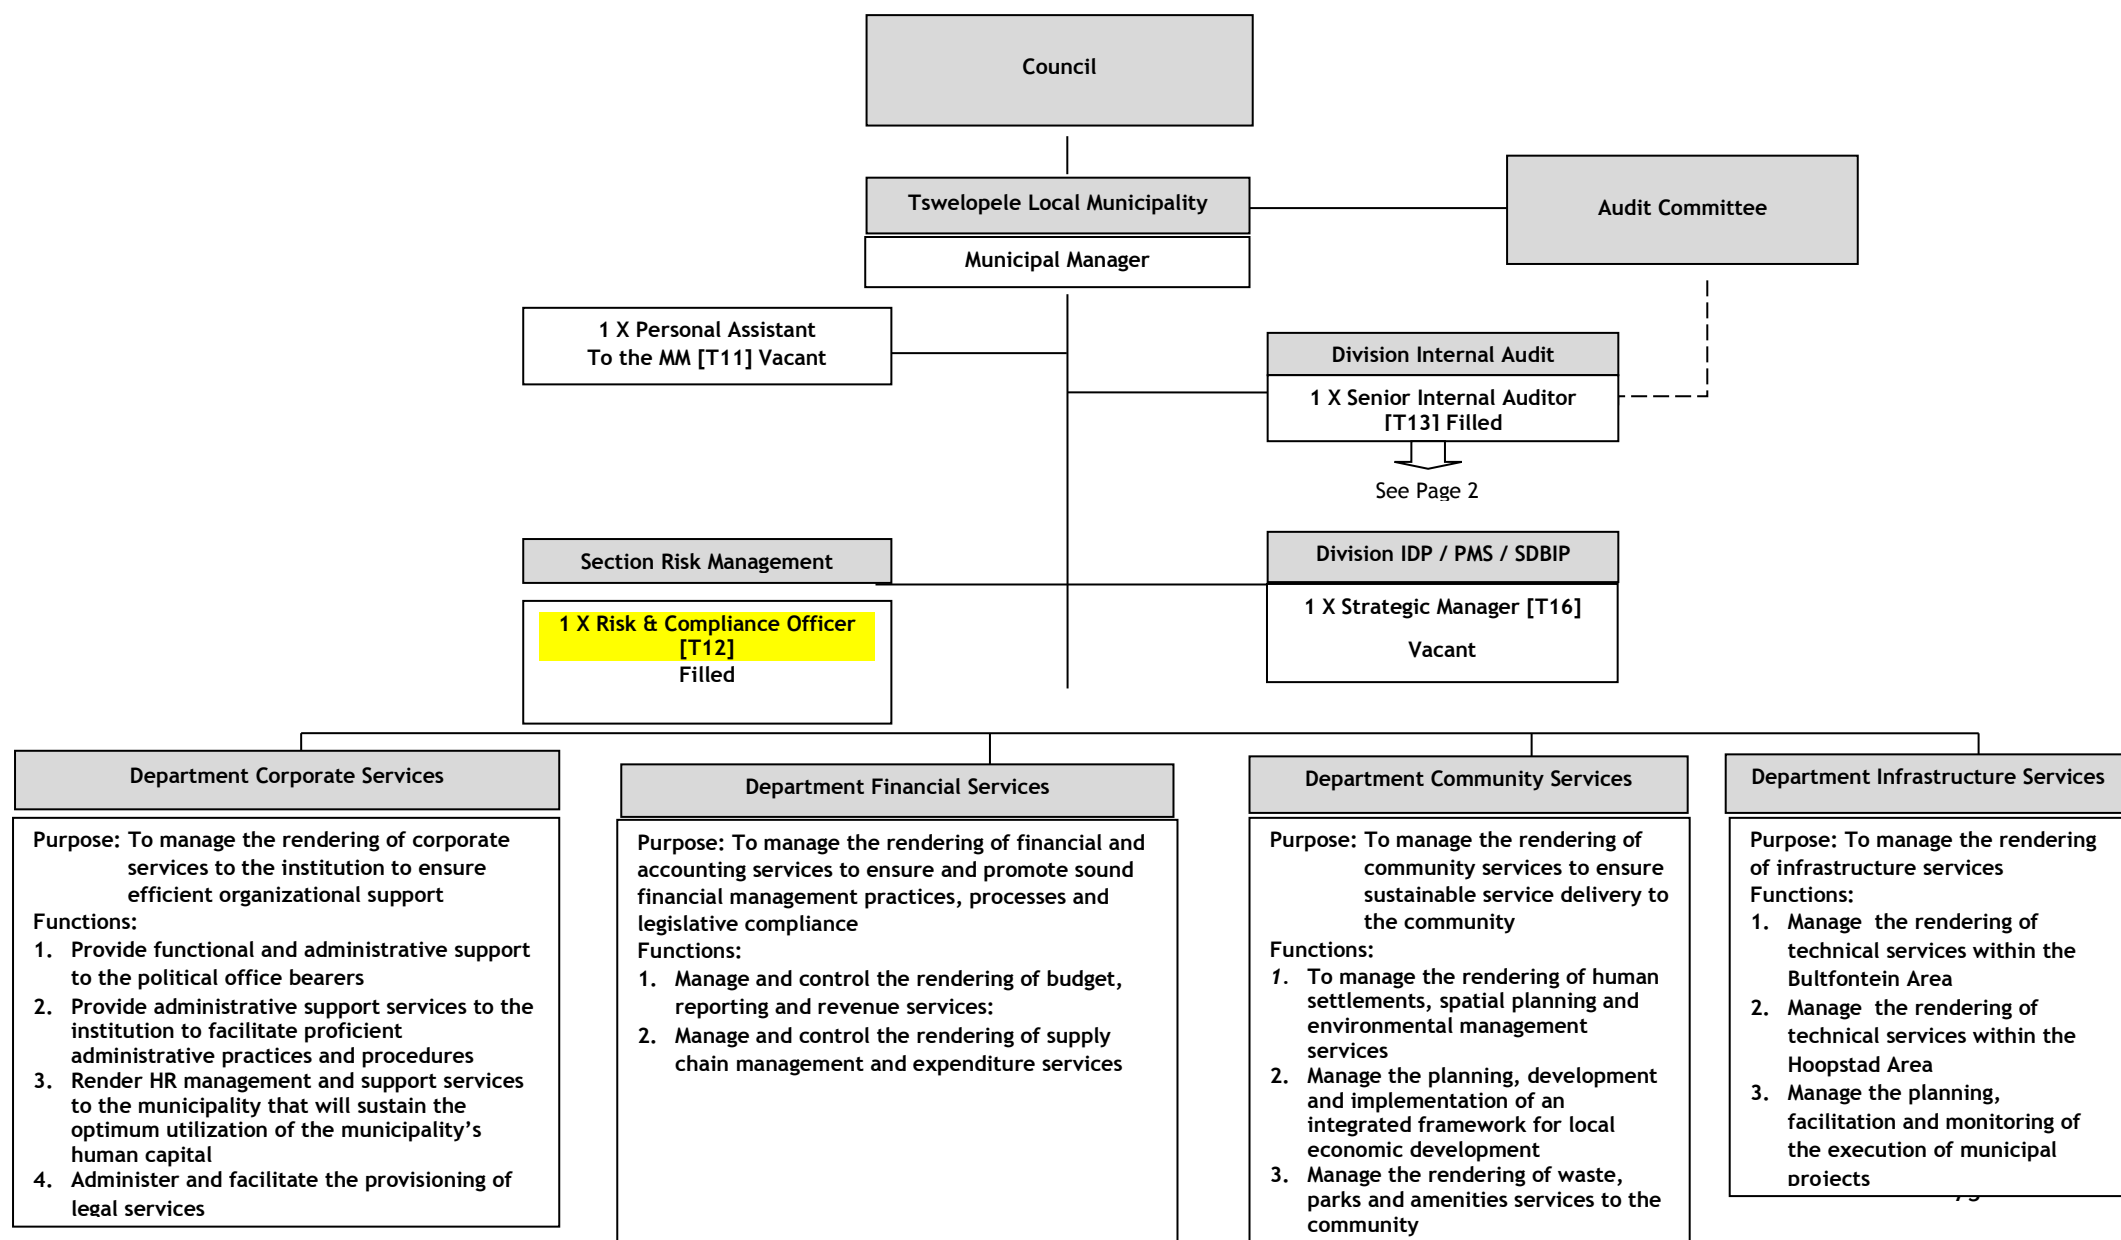 Council
Tswelopele Local Municipality
Municipal Manager
Audit Committee
1 X Personal Assistant
To the MM [T11] Vacant
Division Internal Audit
1 X Senior Internal Auditor
[T13] Filled
See Page 2
Section Risk Management
1 X Risk & Compliance Officer
[T12]
Filled
Division IDP / PMS / SDBIP
1 X Strategic Manager [T16]
Vacant
Department Corporate Services
Purpose: To manage the rendering of corporate
services to the institution to ensure
efficient organizational support
Functions:
1. Provide functional and administrative support
to the political office bearers
2. Provide administrative support services to the
institution to facilitate proficient
administrative practices and procedures
3. Render HR management and support services
to the municipality that will sustain the
optimum utilization of the municipality’s
human capital
4. Administer and facilitate the provisioning of
legal services
Department Financial Services
Purpose: To manage the rendering of financial and
accounting services to ensure and promote sound
financial management practices, processes and
legislative compliance
Functions:
1. Manage and control the rendering of budget,
reporting and revenue services:
2. Manage and control the rendering of supply
chain management and expenditure services
Department Community Services
Purpose: To manage the rendering of
community services to ensure
sustainable service delivery to
the community
Functions:
1. To manage the rendering of human
settlements, spatial planning and
environmental management
services
2. Manage the planning, development
and implementation of an
integrated framework for local
economic development
3. Manage the rendering of waste,
parks and amenities services to the
community
Department Infrastructure Services
Purpose: To manage the rendering
of infrastructure services
Functions:
1. Manage  the rendering of
technical services within the
Bultfontein Area
2. Manage  the rendering of
technical services within the
Hoopstad Area
3. Manage the planning,
facilitation and monitoring of
the execution of municipal
projects